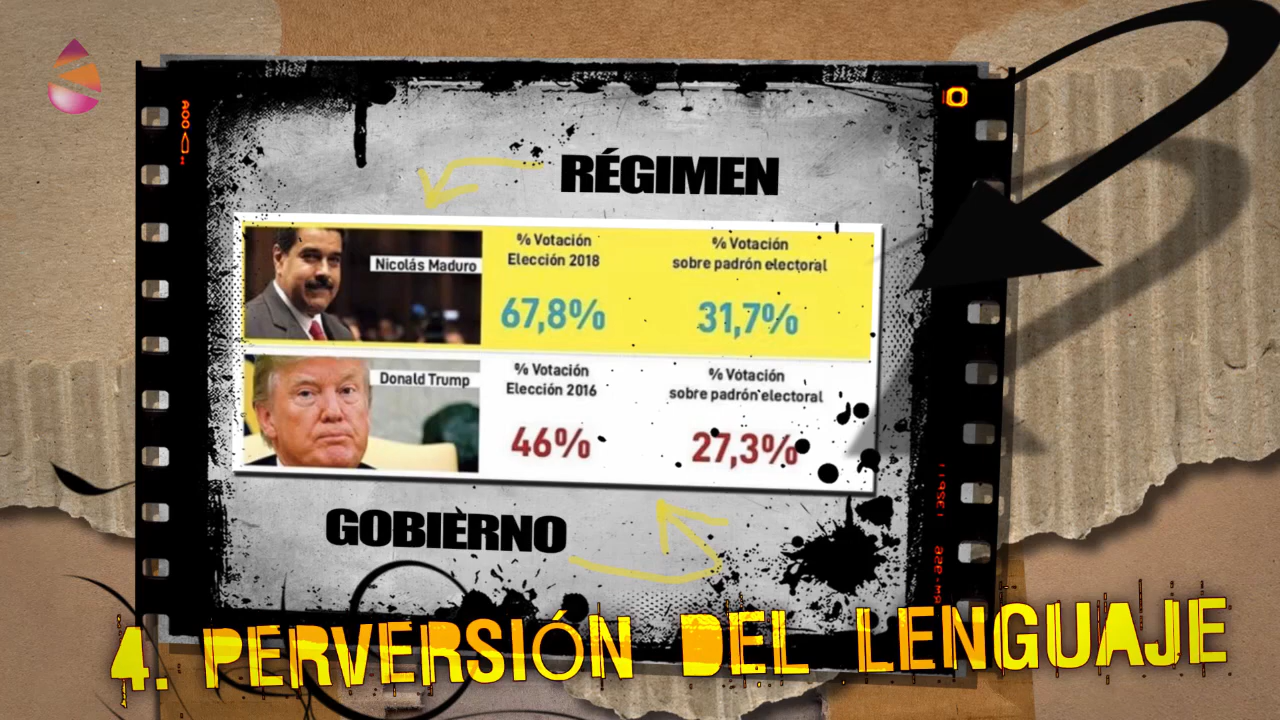 RÉGIMEN
Nicolás Maduro
% Votación
Elección 2018
67,8%
% Votación
sobre padrón electoral
31,7%
Donald Trump
% Votación
Elección 2016
46%
% Votación
sobre padrón electoral
27,3%
GOBIERNO
4. PERVERSIÓN DEL LENGUAJE